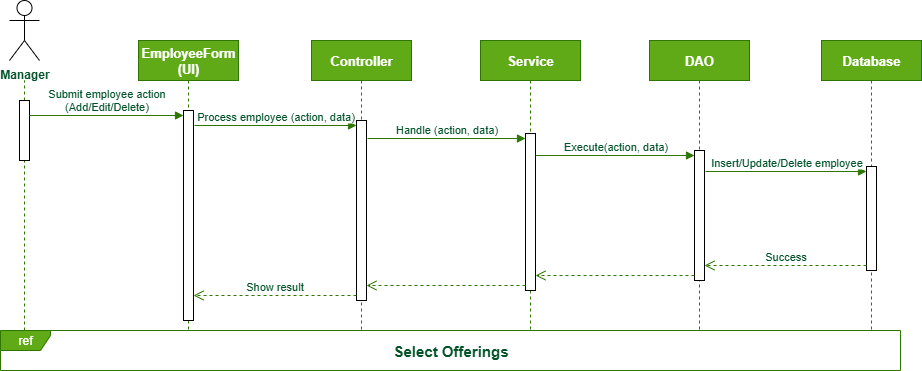 Manager
EmployeeForm
(UI)
Controller
Service
DAO
Database
Submit employee action
(Add/Edit/Delete)
Process employee (action, data)
Handle (action, data)
Execute(action, data)
Insert/Update/Delete employee
Success
Show result
ref
Select Offerings